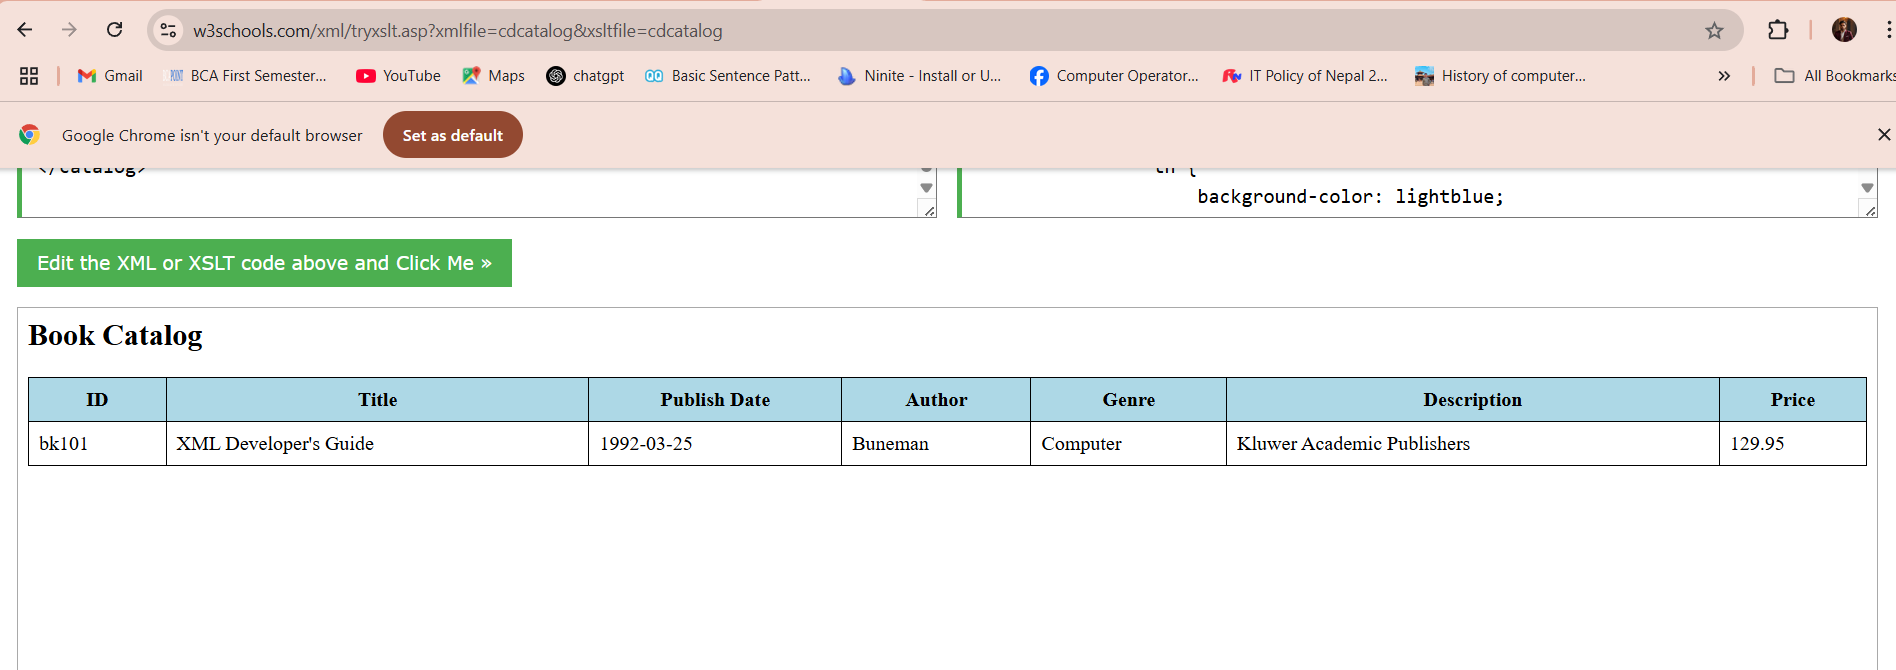 w3schools.com/xml/tryxslt.asp?xmlfile=cdcatalog&xsltfile=cdcatalog
Gmail BCA First Semester... YouTube Maps chatgpt Basic Sentence Patt... Ninite - Install or U... Computer Operator... IT Policy of Nepal 2... History of computer... » All Bookmarks
Google Chrome isn't your default browser Set as default
</catalog>
th {
background-color: lightblue;
Edit the XML or XSLT code above and Click Me »
Book Catalog
ID Title Publish Date Author Genre Description Price
bk101 XML Developer's Guide 1992-03-25 Buneman Computer Kluwer Academic Publishers 129.95